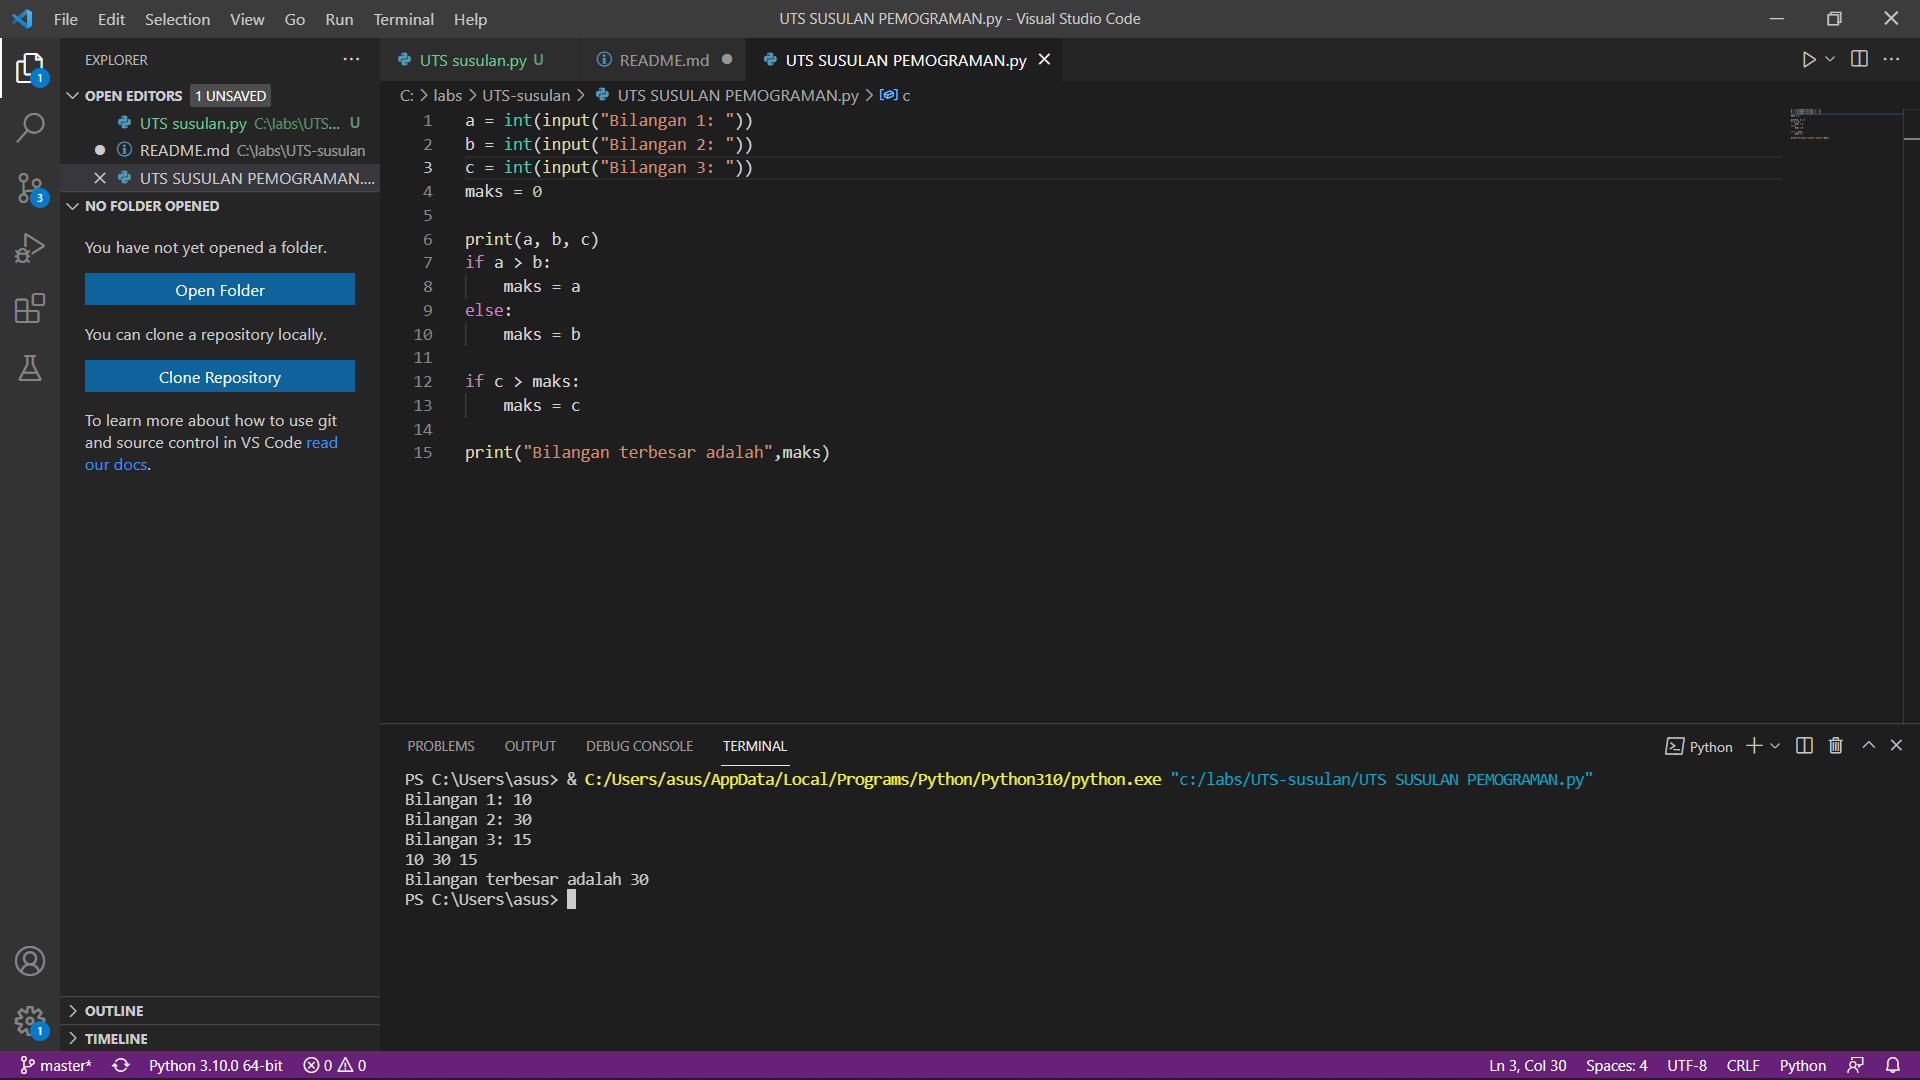 File Edit Selection View Go Run Terminal Help
UTS SUSULAN PEMOGRAMAN.py - Visual Studio Code
EXPLORER
OPEN EDITORS 1 UNSAVED
UTS susulan.py C:\labs\UTS... U
README.md C:\labs\UTS-susulan
UTS SUSULAN PEMOGRAMAN....
NO FOLDER OPENED
You have not yet opened a folder.
Open Folder
You can clone a repository locally.
Clone Repository
To learn more about how to use git
and source control in VS Code read
our docs.
OUTLINE
TIMELINE
1
3
1
UTS susulan.py U
README.md
UTS SUSULAN PEMOGRAMAN.py
C: > labs > UTS-susulan > UTS SUSULAN PEMOGRAMAN.py > c
1 a = int(input("Bilangan 1: "))
2 b = int(input("Bilangan 2: "))
3 c = int(input("Bilangan 3: "))
4 maks = 0
5
6 print(a, b, c)
7 if a > b:
8     maks = a
9 else:
10     maks = b
11
12 if c > maks:
13     maks = c
14
15 print("Bilangan terbesar adalah",maks)
PROBLEMS OUTPUT DEBUG CONSOLE TERMINAL
Python
PS C:\Users\asus> & C:/Users/asus/AppData/Local/Programs/Python/Python310/python.exe "c:/labs/UTS-susulan/UTS SUSULAN PEMOGRAMAN.py"
Bilangan 1: 10
Bilangan 2: 30
Bilangan 3: 15
10 30 15
Bilangan terbesar adalah 30
PS C:\Users\asus>
master* Python 3.10.0 64-bit 0 0
Ln 3, Col 30 Spaces: 4 UTF-8 CRLF Python